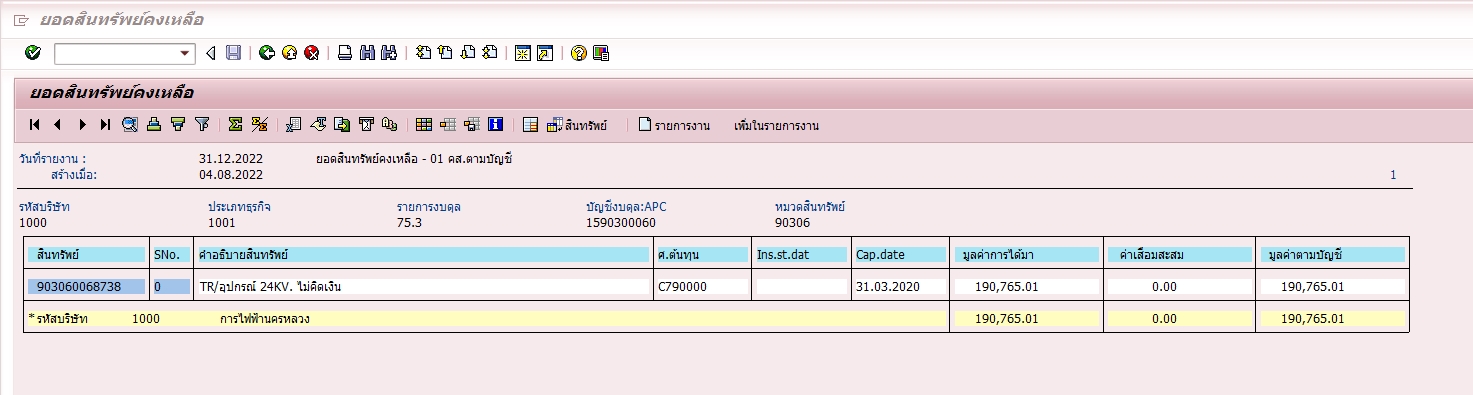 ยอดสินทรัพย์คงเหลือ
ยอดสินทรัพย์คงเหลือ
สินทรัพย์ รายการงาน เพิ่มในรายการงาน
วันที่รายงาน : 31.12.2022 ยอดสินทรัพย์คงเหลือ - 01 คส.ตามบัญชี
สร้างเมื่อ: 04.08.2022 1
รหัสบริษัท ประเภทธุรกิจ รายการงบดุล บัญชีงบดุล:APC หมวดสินทรัพย์
1000 1001 75.3 1590300060 90306
สินทรัพย์ SNo. คำอธิบายสินทรัพย์ ศ.ต้นทุน Ins.st.dat Cap.date มูลค่าการได้มา ค่าเสื่อมสะสม มูลค่าตามบัญชี
903060068738 0 TR/อุปกรณ์ 24KV. ไม่คิดเงิน C790000 31.03.2020 190,765.01 0.00 190,765.01
* รหัสบริษัท 1000 การไฟฟ้านครหลวง 190,765.01 0.00 190,765.01